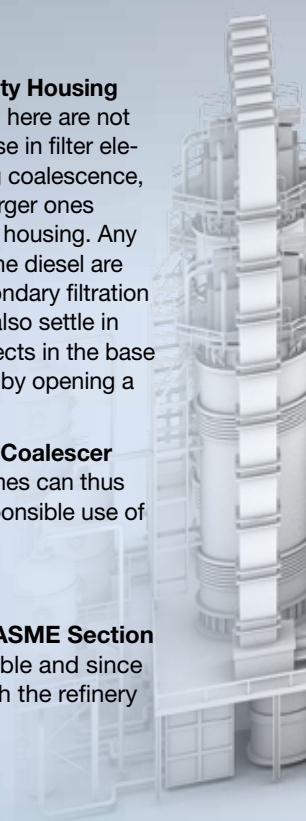 ty Housing
here are not
se in filter ele-
g coalescence,
rger ones
housing. Any
ne diesel are
ondary filtration
also settle in
ects in the base
by opening a
Coalescer
nes can thus
ponsible use of
ASME Section
ble and since
h the refinery